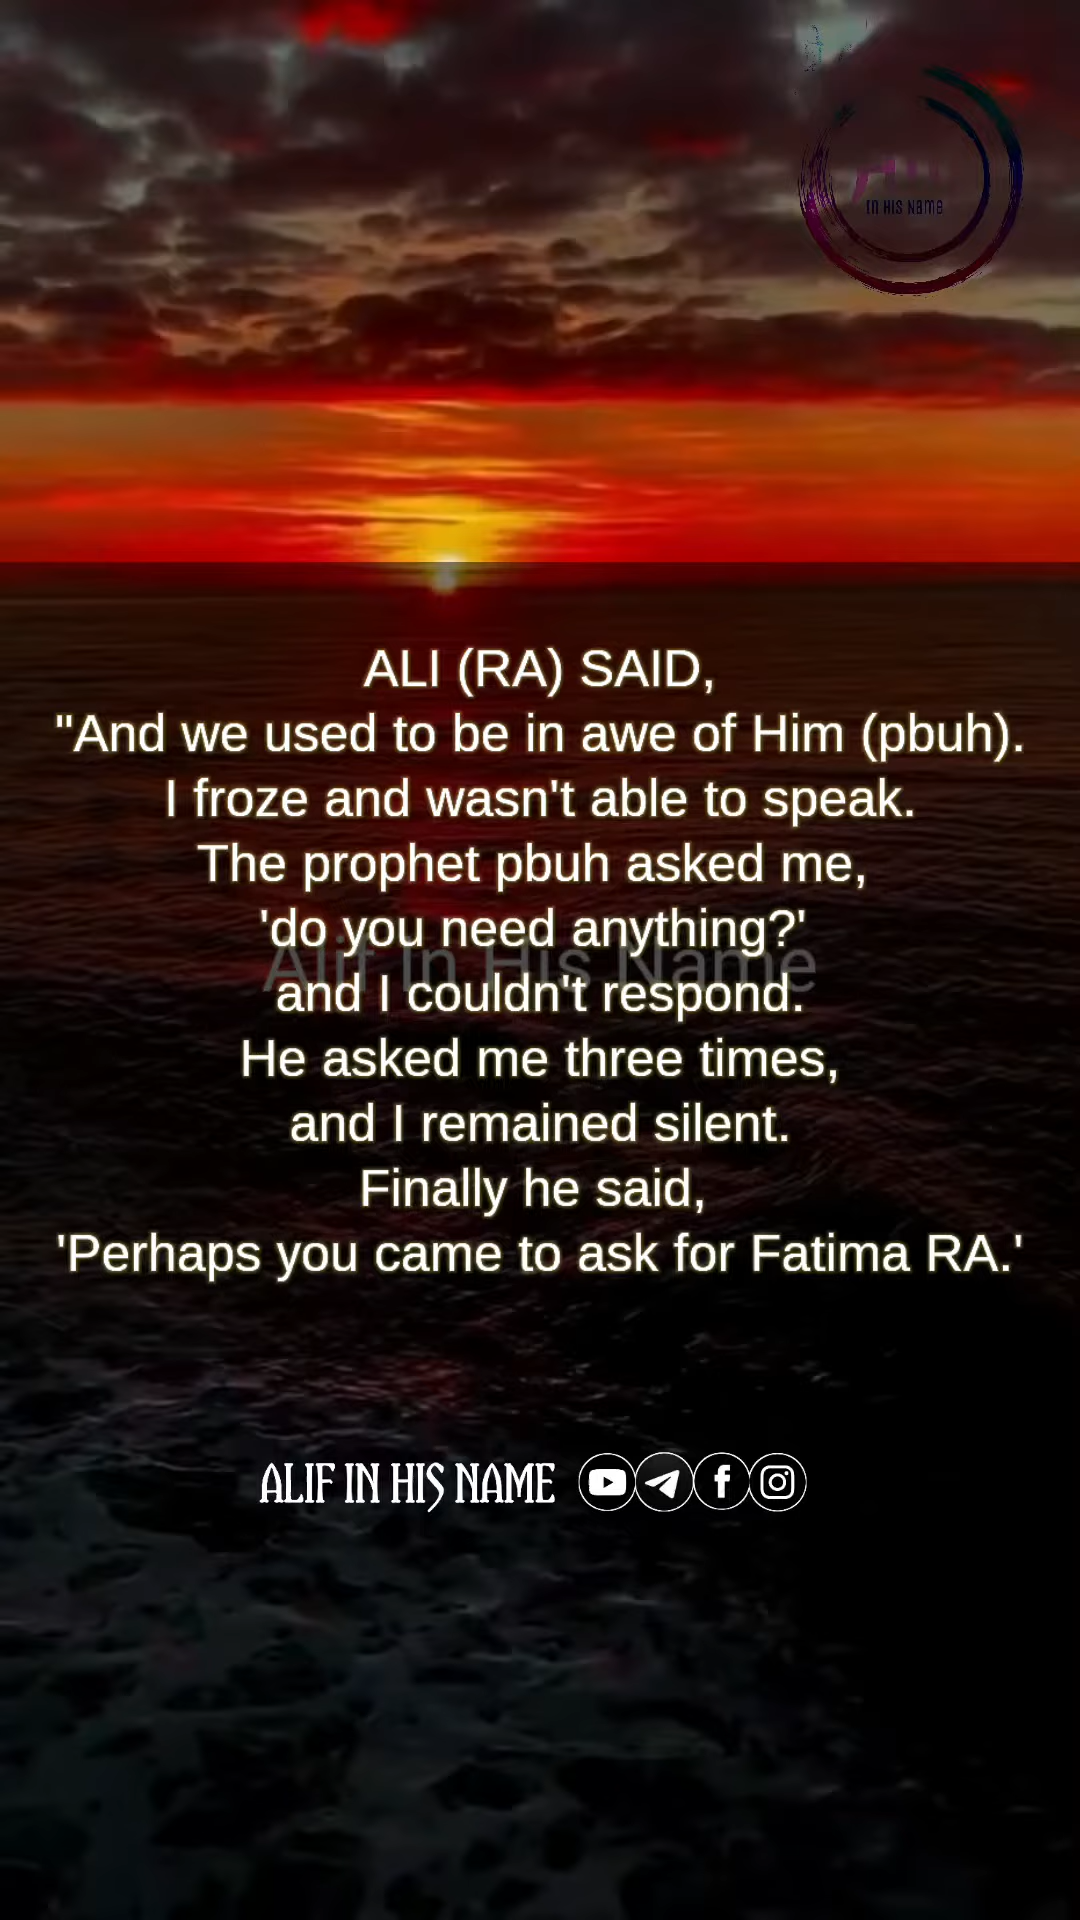 In His Name
ALI (RA) SAID,
"And we used to be in awe of Him (pbuh).
I froze and wasn't able to speak.
The prophet pbuh asked me,
'do you need anything?'
Alif In His Name
and I couldn't respond.
He asked me three times,
and I remained silent.
Finally he said,
'Perhaps you came to ask for Fatima RA.'
ALIF IN HIS NAME